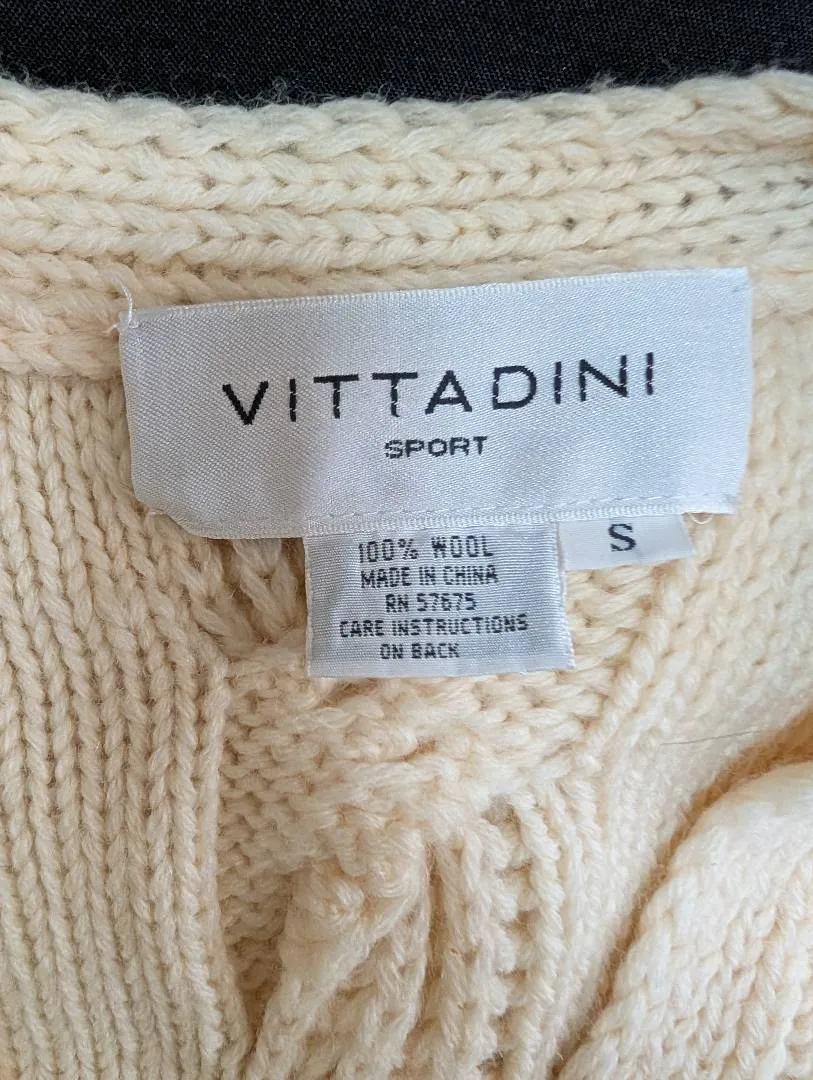 VITTADINI
SPORT
S
100% WOOL
MADE IN CHINA
RN 57675
CARE INSTRUCTIONS
ON BACK